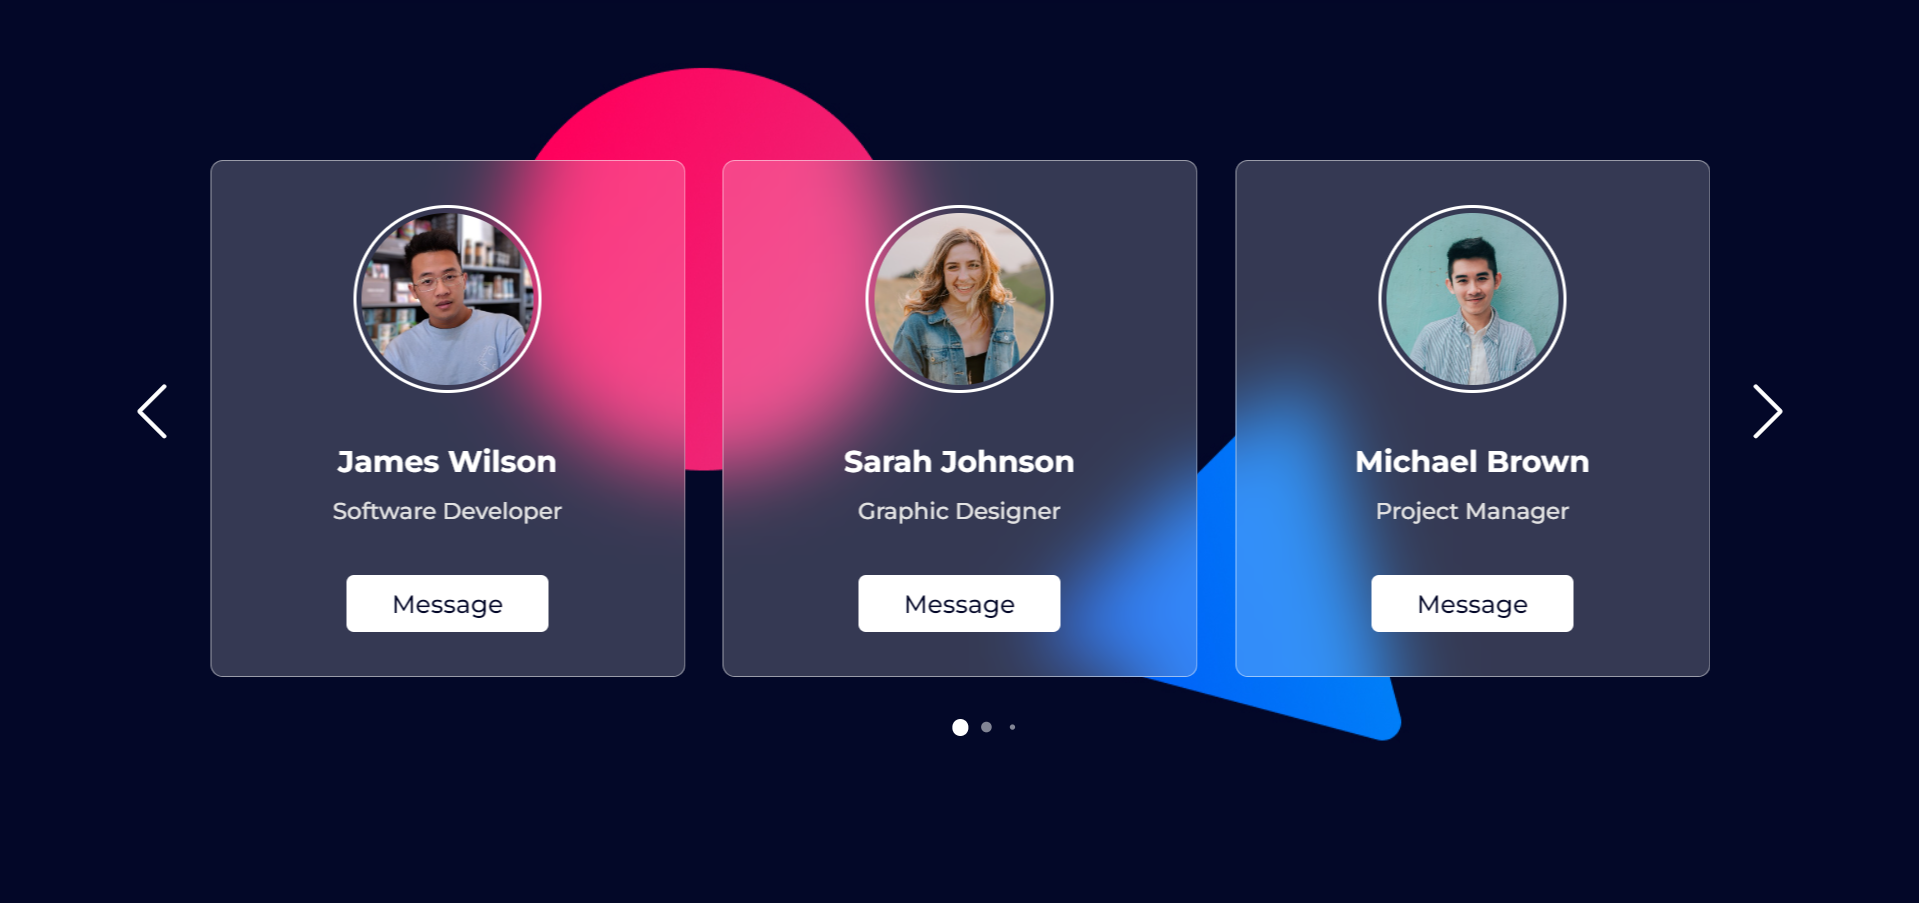 James Wilson
Software Developer
Message
Sarah Johnson
Graphic Designer
Message
Michael Brown
Project Manager
Message